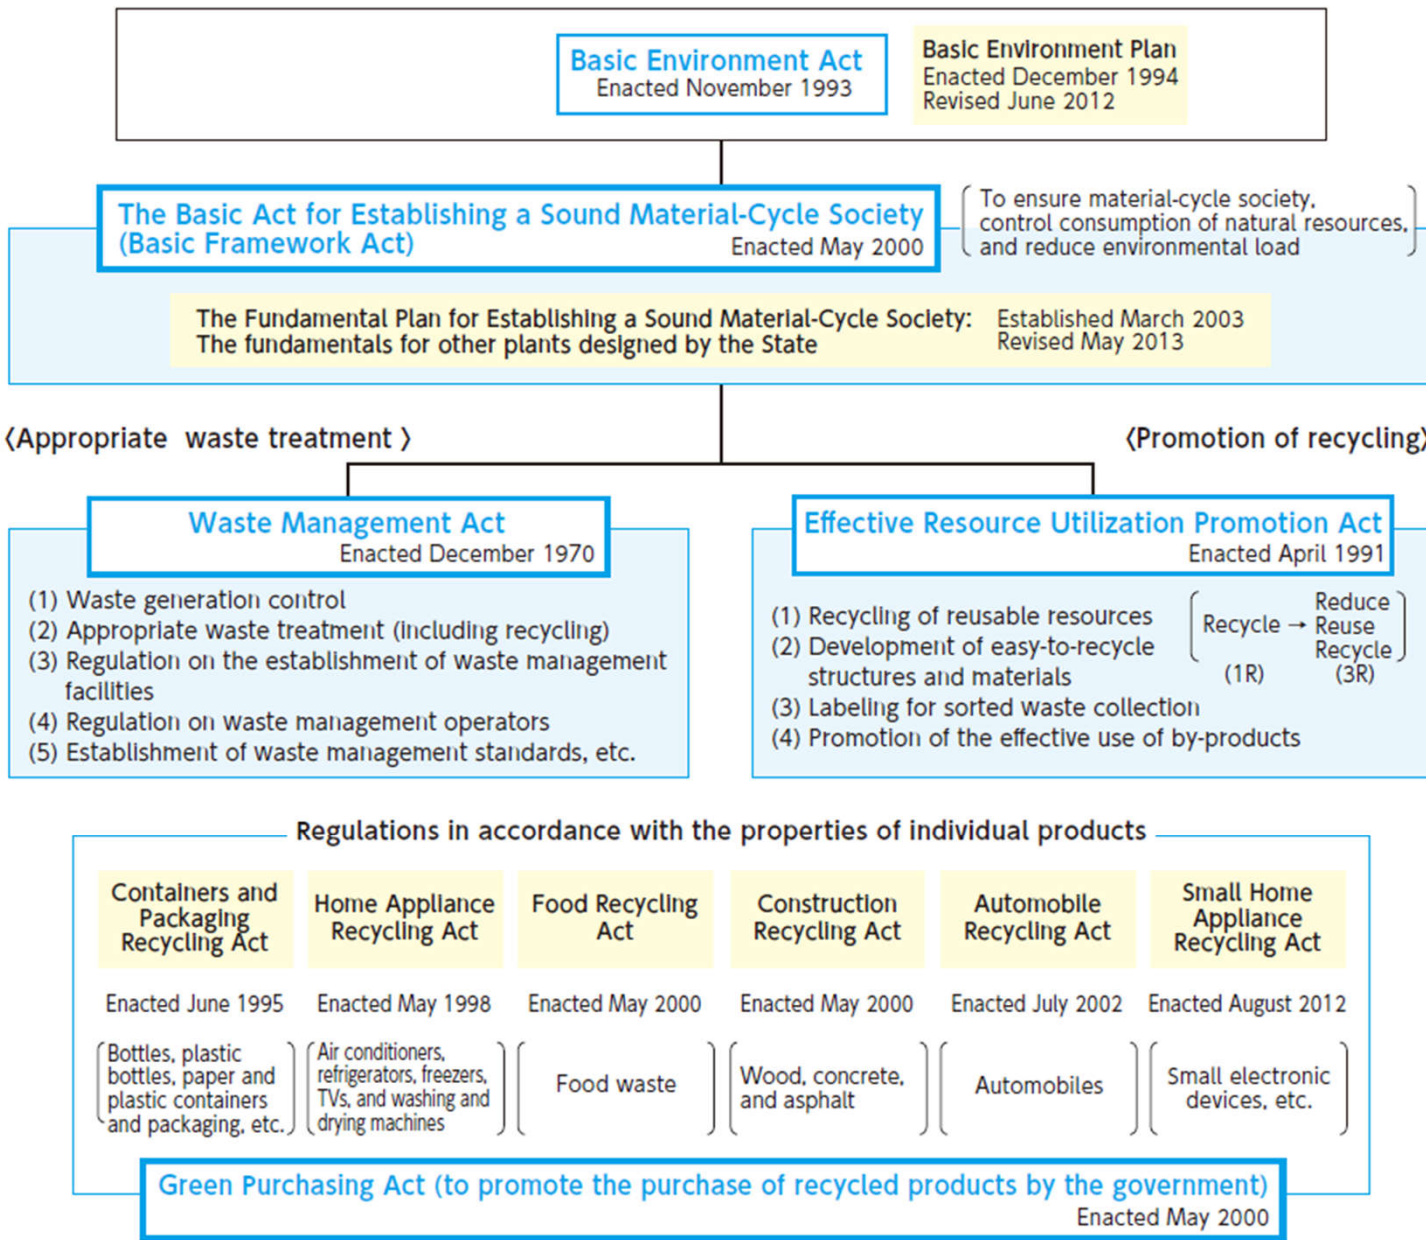 Basic Environment Act
Enacted November 1993
Basic Environment Plan
Enacted December 1994
Revised June 2012
The Basic Act for Establishing a Sound Material-Cycle Society
(Basic Framework Act)
Enacted May 2000
To ensure material-cycle society,
control consumption of natural resources,
and reduce environmental load
The Fundamental Plan for Establishing a Sound Material-Cycle Society: Established March 2003
The fundamentals for other plants designed by the State Revised May 2013
〈Appropriate waste treatment 〉
〈Promotion of recycling〉
Waste Management Act
Enacted December 1970
(1) Waste generation control
(2) Appropriate waste treatment (including recycling)
(3) Regulation on the establishment of waste management
facilities
(4) Regulation on waste management operators
(5) Establishment of waste management standards, etc.
Effective Resource Utilization Promotion Act
Enacted April 1991
(1) Recycling of reusable resources
(2) Development of easy-to-recycle
structures and materials
(3) Labeling for sorted waste collection
(4) Promotion of the effective use of by-products
Reduce
Recycle → Reuse
Recycle
(1R) (3R)
Regulations in accordance with the properties of individual products
Containers and
Packaging
Recycling Act
Enacted June 1995
Bottles, plastic
bottles, paper and
plastic containers
and packaging, etc.
Home Appliance
Recycling Act
Enacted May 1998
Air conditioners,
refrigerators, freezers,
TVs, and washing and
drying machines
Food Recycling
Act
Enacted May 2000
Food waste
Construction
Recycling Act
Enacted May 2000
Wood, concrete,
and asphalt
Automobile
Recycling Act
Enacted July 2002
Automobiles
Small Home
Appliance
Recycling Act
Enacted August 2012
Small electronic
devices, etc.
Green Purchasing Act (to promote the purchase of recycled products by the government)
Enacted May 2000